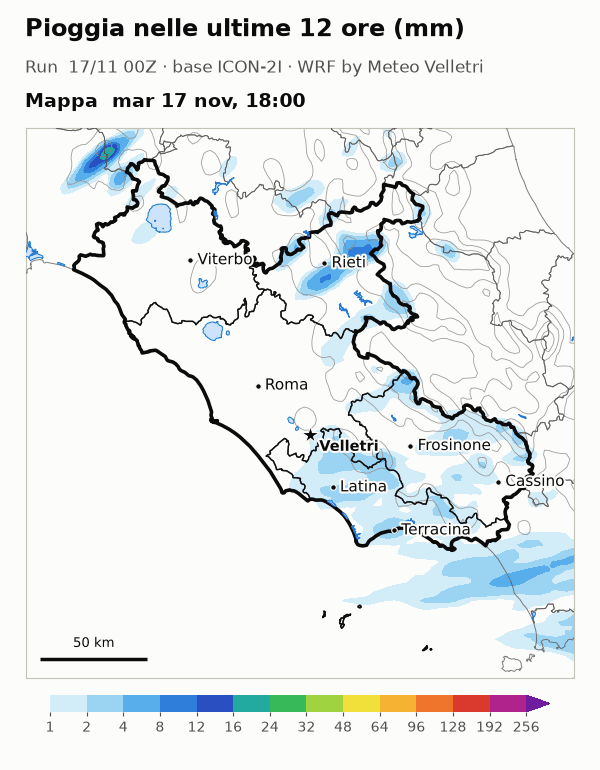 Pioggia nelle ultime 12 ore (mm)
Run  17/11 00Z · base ICON-2I · WRF by Meteo Velletri
Mappa  mar 17 nov, 18:00
Viterbo
Rieti
Roma
Velletri
Frosinone
Latina
Cassino
Terracina
50 km
1 2 4 8 12 16 24 32 48 64 96 128 192 256